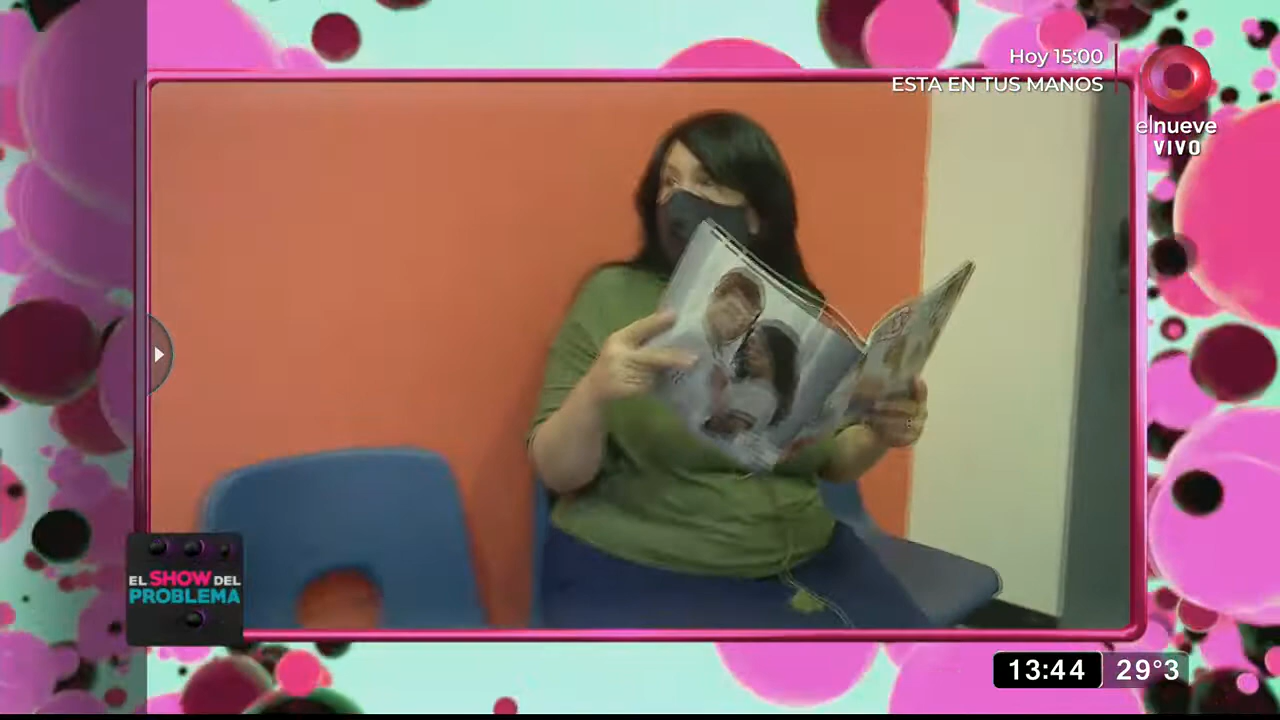 Hoy 15:00
ESTA EN TUS MANOS
elnueve
VIVO
EL SHOW DEL
PROBLEMA
13:44 29°3